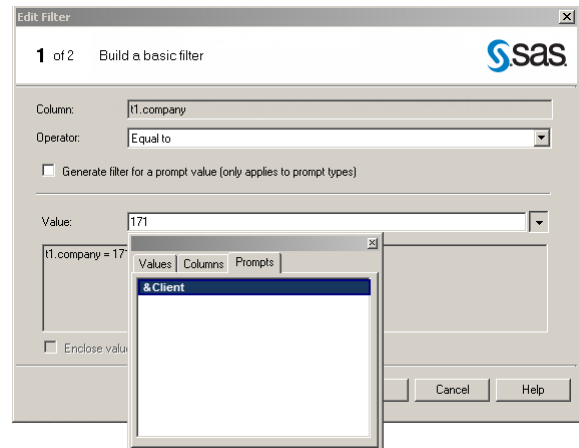 Edit Filter
1 of 2 Build a basic filter
sas
Column: t1.company
Operator: Equal to
Generate filter for a prompt value (only applies to prompt types)
Value: 171
t1.company = 17
Values Columns Prompts
&Client
Enclose valu
Cancel Help